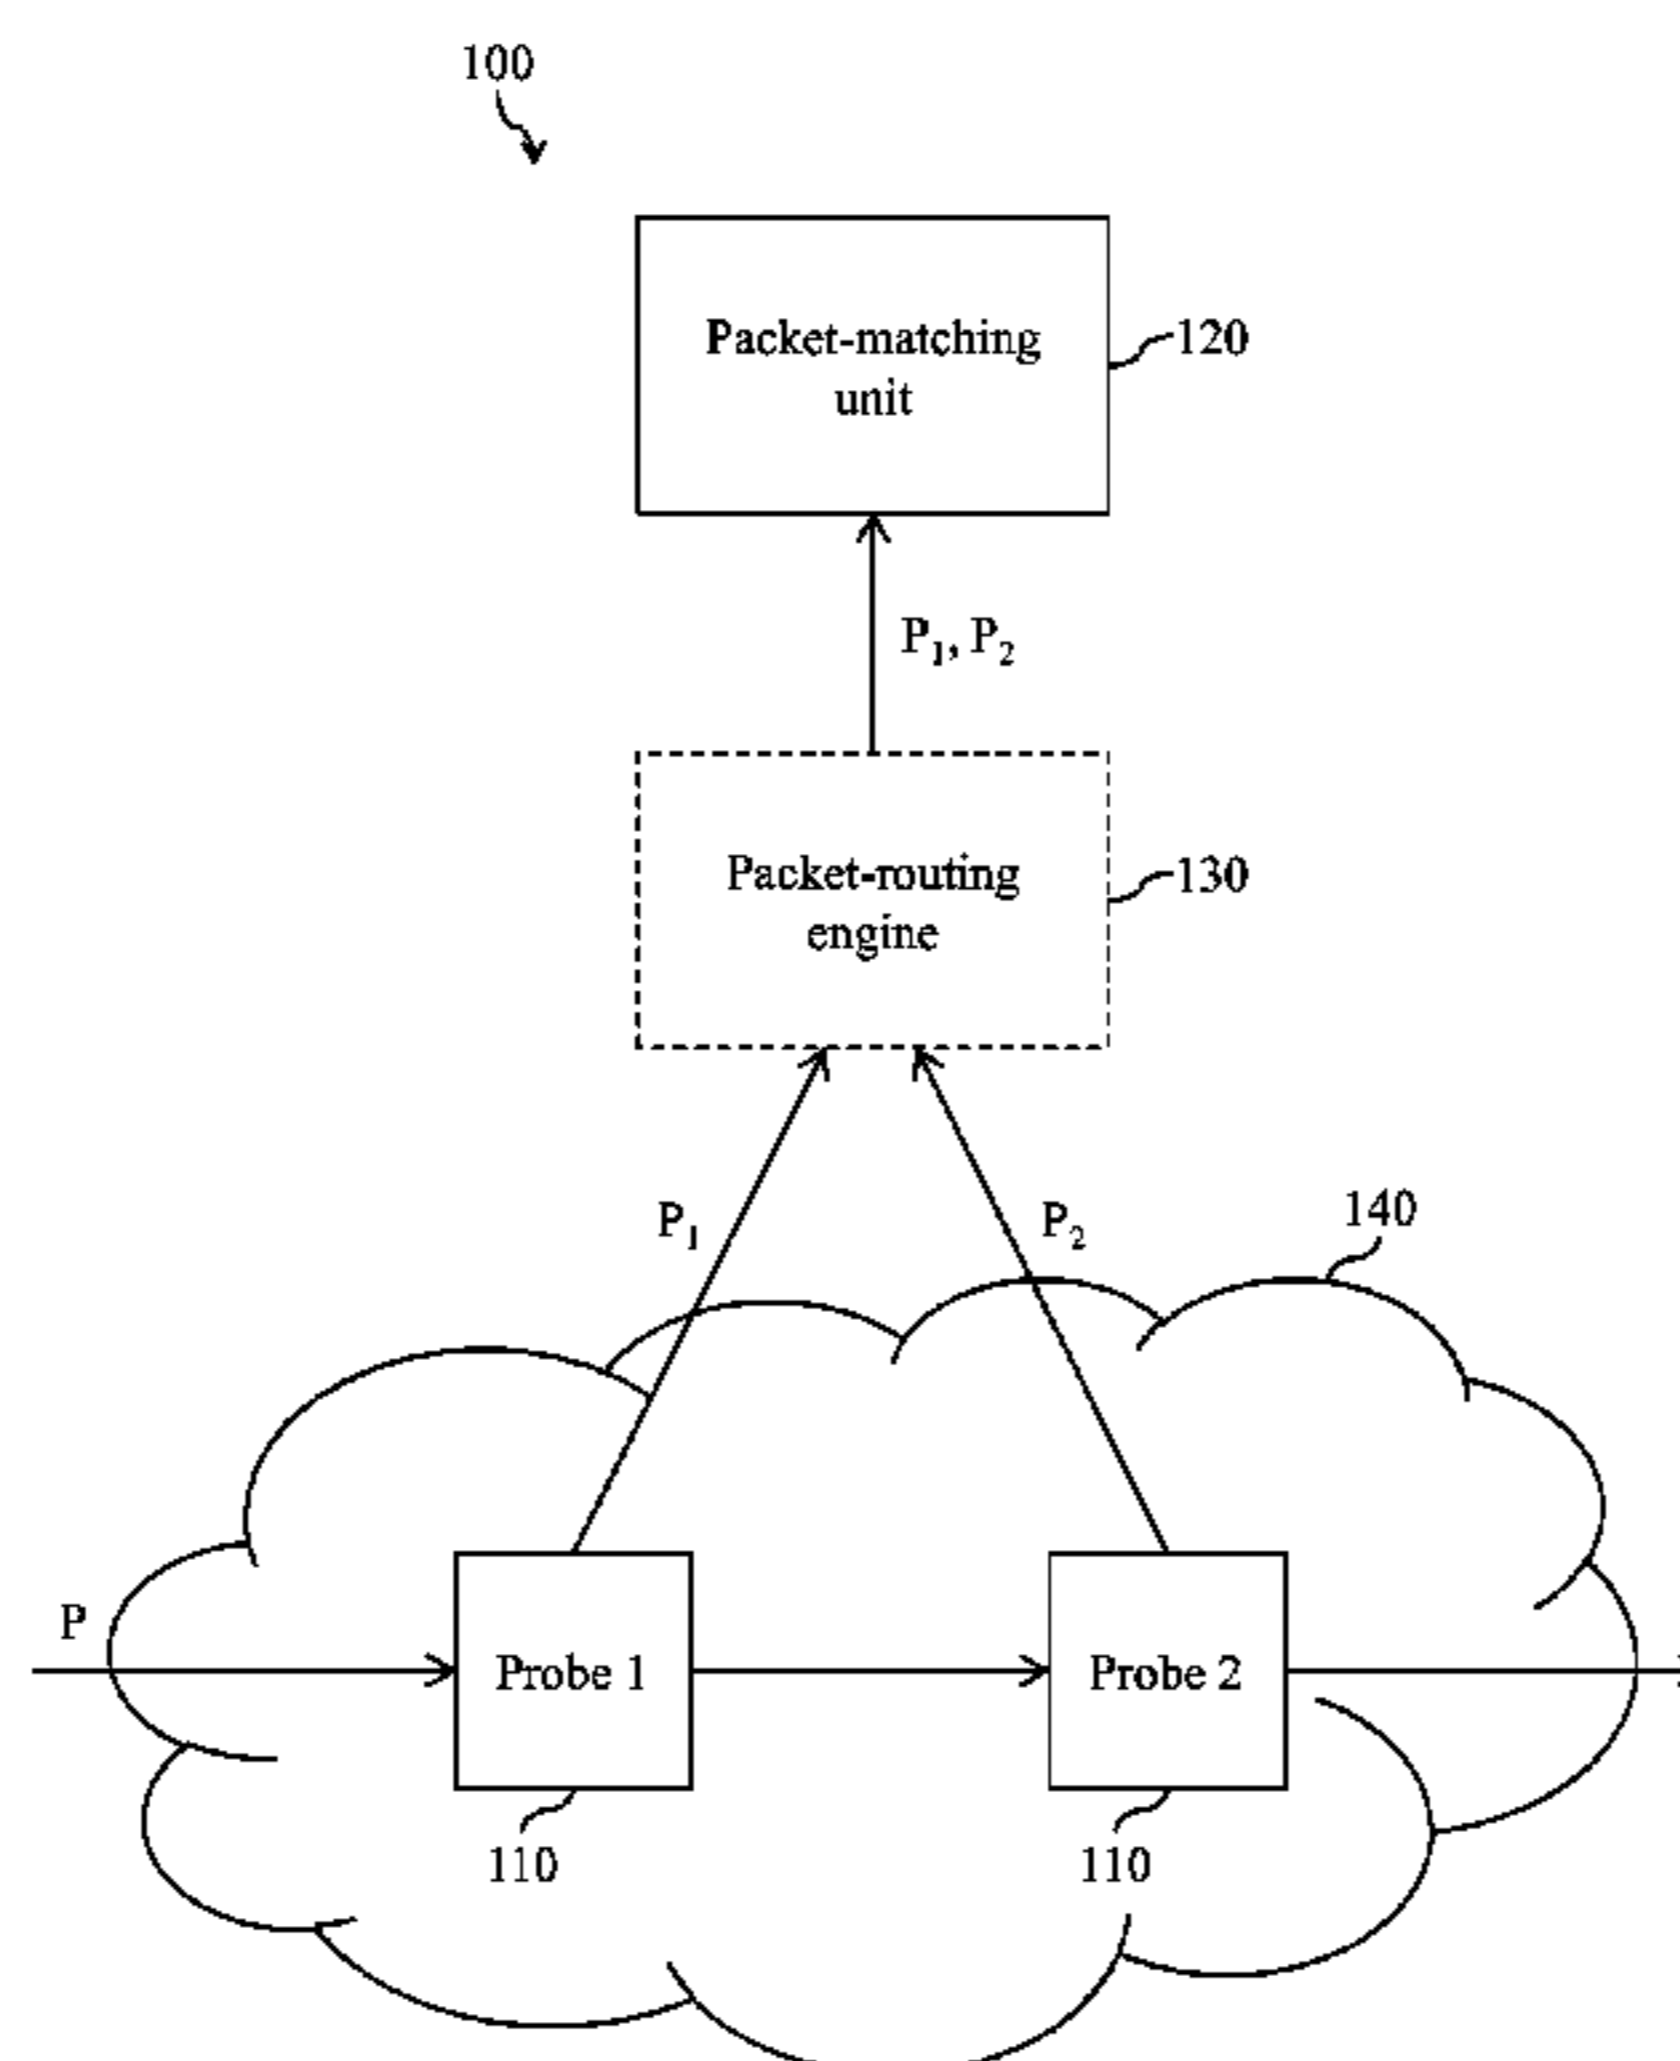 100
Packet-matching
unit
120
P1, P2
Packet-routing
engine
130
P1
P2
140
P
Probe 1
Probe 2
110
110